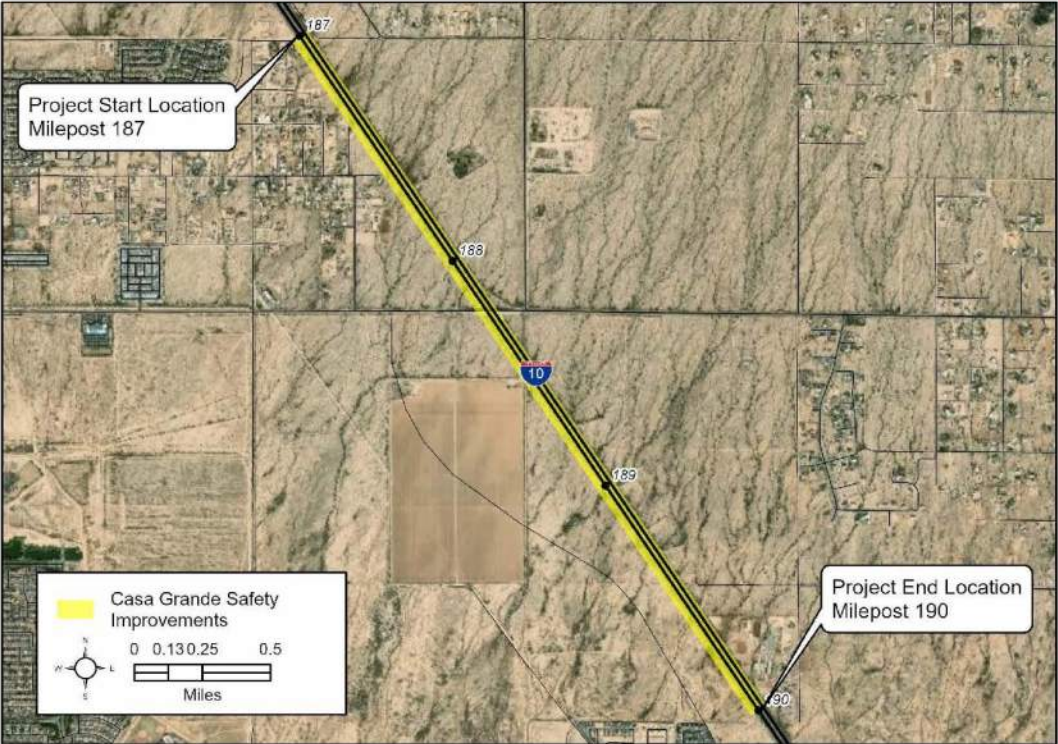 187
Project Start Location
Milepost 187
188
10
189
Project End Location
Milepost 190
90
Casa Grande Safety
Improvements
N
W
S
0 0.13 0.25 0.5
Miles